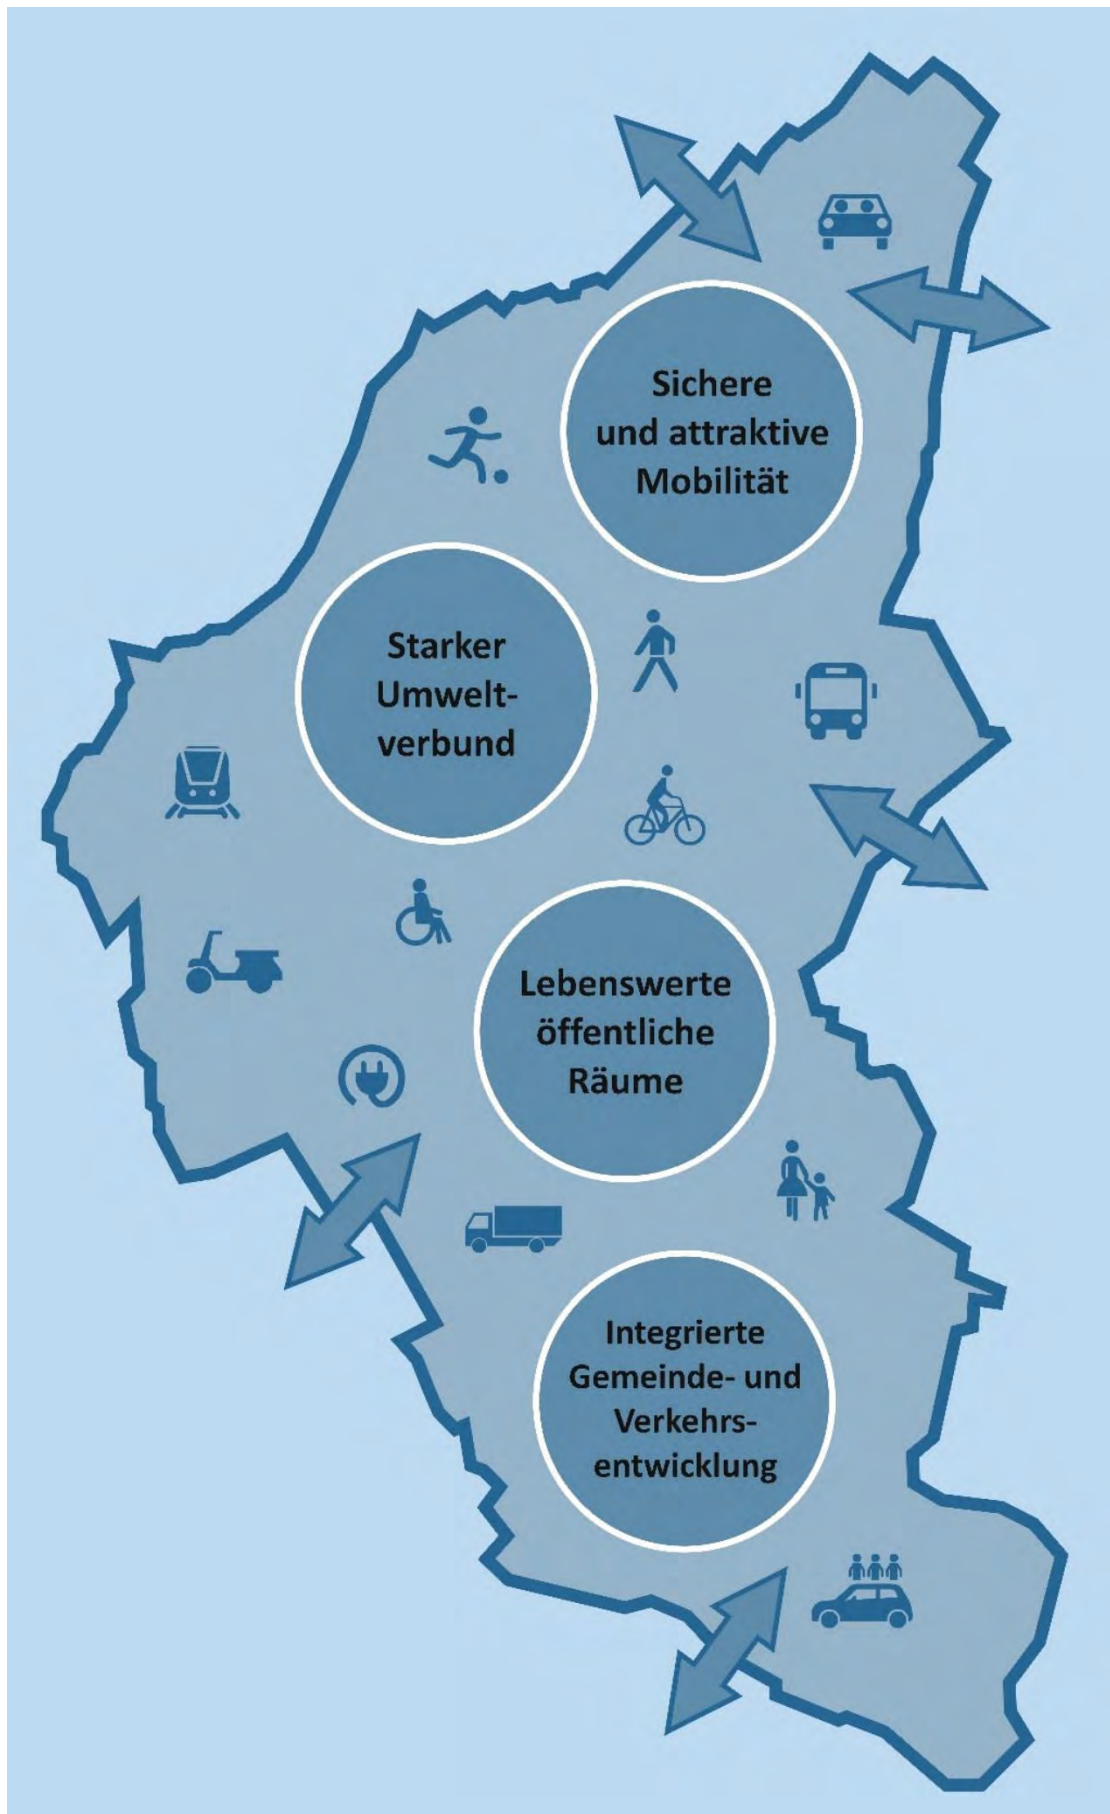 Sichere
und attraktive
Mobilität
Starker
Umwelt-
verbund
Lebenswerte
öffentliche
Räume
Integrierte
Gemeinde- und
Verkehrs-
entwicklung